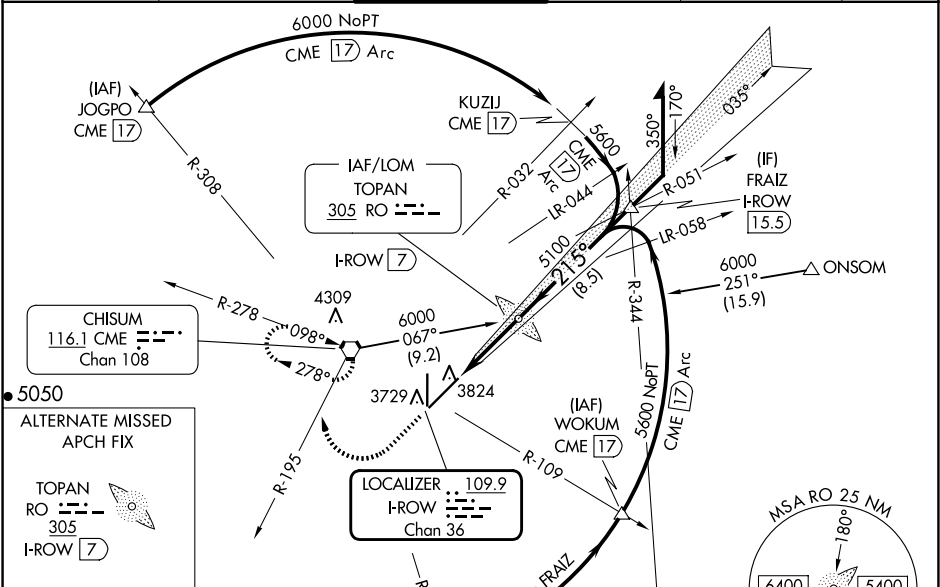 6000 NoPT
CME 17 Arc
(IAF)
JOGPO
CME 17
R-308
KUZIJ
CME 17
5600
CME
17
Arc
R-032
LR-044
350°
170°
035°
R-051
(IF)
FRAIZ
I-ROW
15.5
LR-058
IAF/LOM
TOPAN
305 RO
I-ROW 7
5100
215°
(8.5)
R-344
6000
251°
(15.9)
ONSOM
R-278
098°
278°
4309
CHISUM
116.1 CME
Chan 108
6000
067°
(9.2)
3729
3824
5050
R-195
R-109
(IAF)
WOKUM
CME 17
5600 NoPT
CME 17 Arc
ALTERNATE MISSED
APCH FIX
TOPAN
RO
305
I-ROW 7
LOCALIZER 109.9
I-ROW
Chan 36
FRAIZ
MSA RO 25 NM
180°
6400
5400